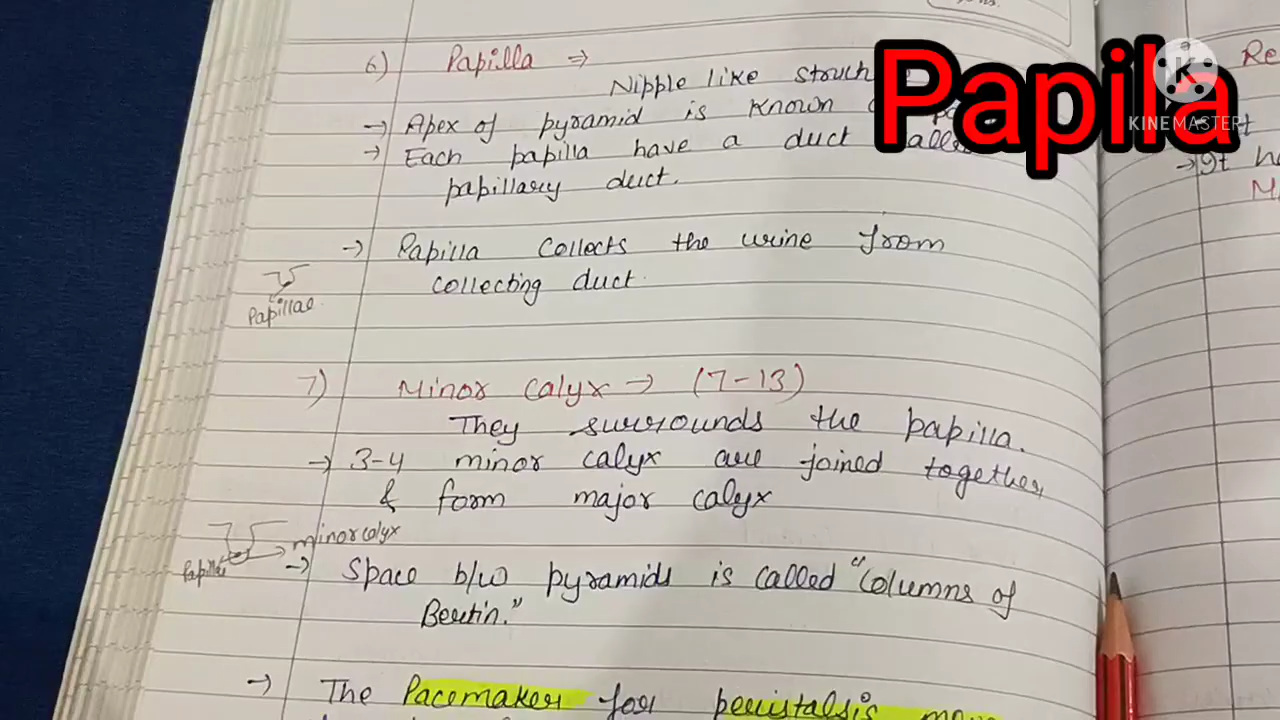 6) Papilla ⇒
Nipple like
→ Apex of pyramid is known
→ Each papilla have a duct
papillary duct.
→ Papilla collects the urine from
collecting duct.
Papillae
7) Minor calyx → (7-13)
They surrounds the papilla.
→ 3-4 minor calyx are joined together
& form major calyx
minor calyx
→ Space b/w pyramids is called "columns of
Bertin."
→ The Pacemaker for peristalsis
Papila
K
KINEMASTER
Re
→ It
M